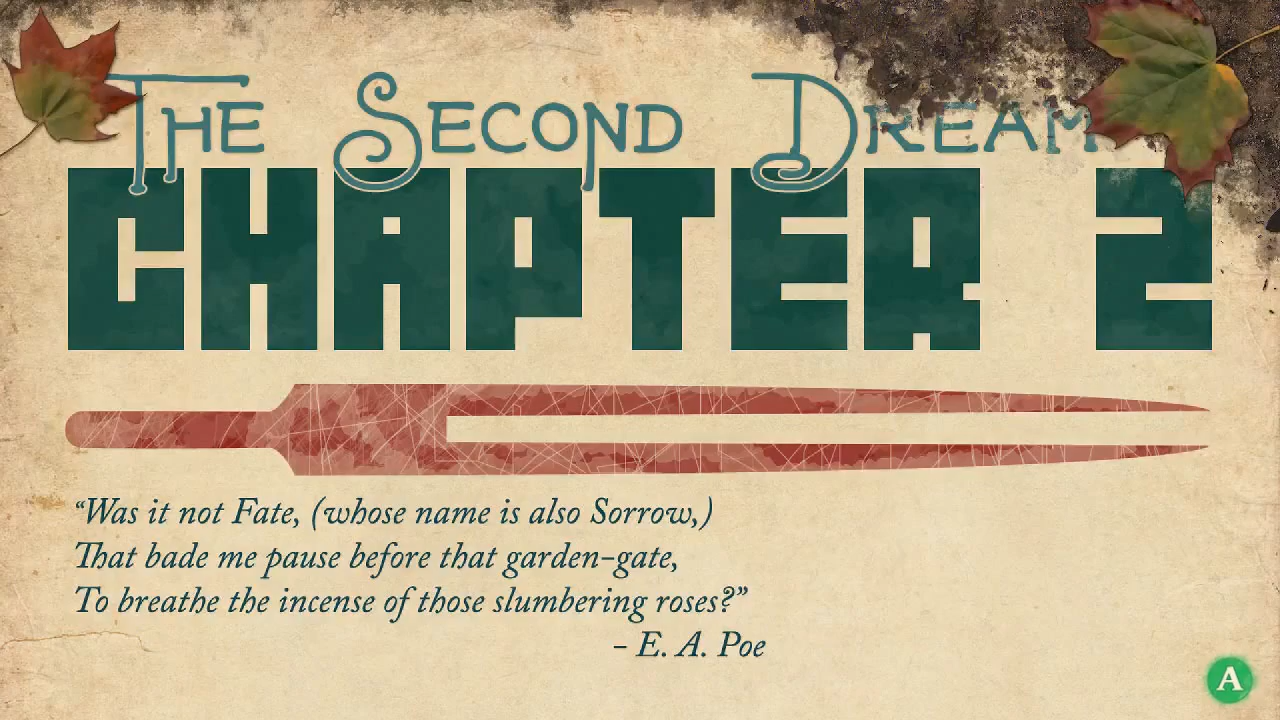 The Second Dream
CHAPTER 2
“Was it not Fate, (whose name is also Sorrow,)
That bade me pause before that garden-gate,
To breathe the incense of those slumbering roses?”
- E. A. Poe
A